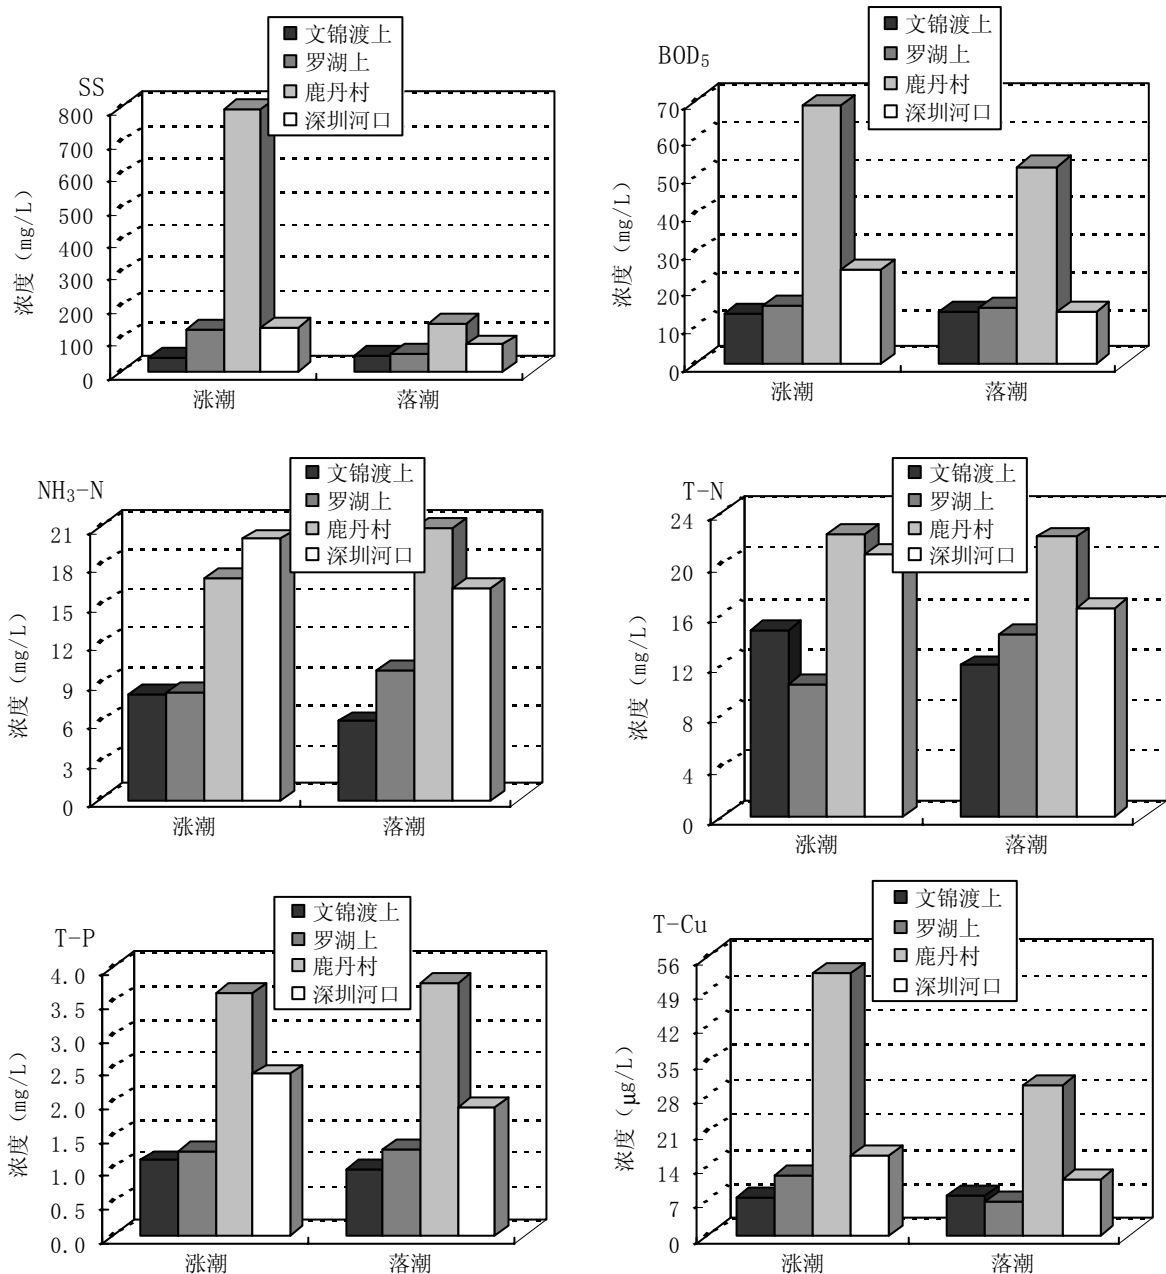 SS
文锦渡上
罗湖上
鹿丹村
深圳河口
浓度 (mg/L)
800
700
600
500
400
300
200
100
0
涨潮
落潮
BOD₅
文锦渡上
罗湖上
鹿丹村
深圳河口
浓度 (mg/L)
70
60
50
40
30
20
10
0
涨潮
落潮
NH₃-N
文锦渡上
罗湖上
鹿丹村
深圳河口
浓度 (mg/L)
21
18
15
12
9
6
3
0
涨潮
落潮
T-N
文锦渡上
罗湖上
鹿丹村
深圳河口
浓度 (mg/L)
24
20
16
12
8
4
0
涨潮
落潮
T-P
文锦渡上
罗湖上
鹿丹村
深圳河口
浓度 (mg/L)
4.0
3.5
3.0
2.5
2.0
1.5
1.0
0.5
0.0
涨潮
落潮
T-Cu
文锦渡上
罗湖上
鹿丹村
深圳河口
浓度 (μg/L)
56
49
42
35
28
21
14
7
0
涨潮
落潮